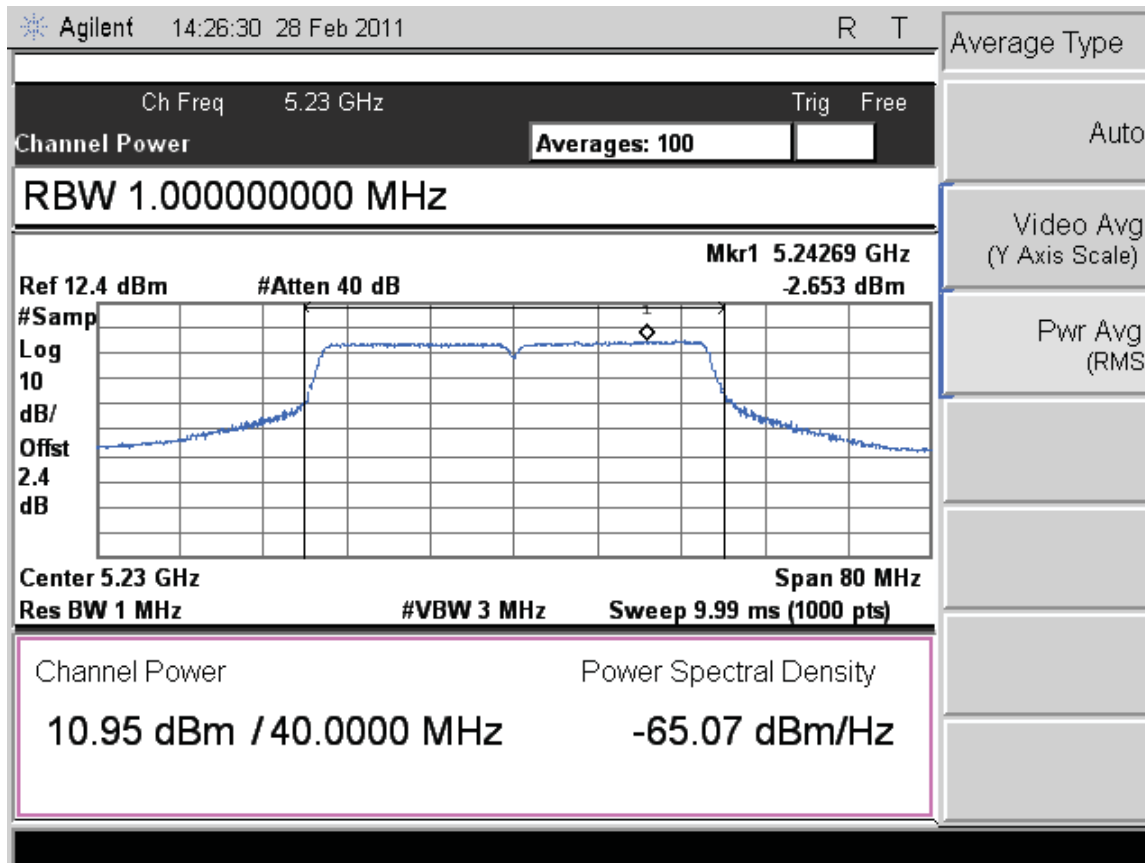 Agilent 14:26:30 28 Feb 2011 R T
Ch Freq 5.23 GHz Trig Free
Channel Power Averages: 100
RBW 1.000000000 MHz
Mkr1 5.24269 GHz
Ref 12.4 dBm #Atten 40 dB -2.653 dBm
#Samp
Log
10
dB/
Offst
2.4
dB
1
Center 5.23 GHz Span 80 MHz
Res BW 1 MHz #VBW 3 MHz Sweep 9.99 ms (1000 pts)
Channel Power Power Spectral Density
10.95 dBm / 40.0000 MHz -65.07 dBm/Hz
Average Type
Auto
Video Avg
(Y Axis Scale)
Pwr Avg
(RMS